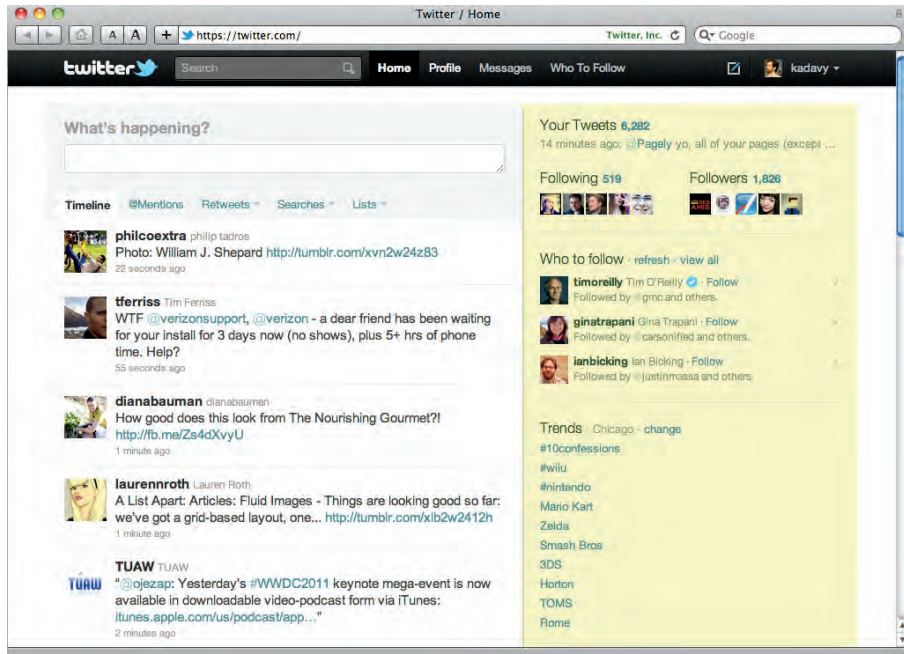 Twitter / Home
A A + https://twitter.com/ Twitter, Inc. Google
twitter Search Home Profile Messages Who To Follow kadavy
What's happening?
Timeline @Mentions Retweets Searches Lists
philcoextra philip tadros
Photo: William J. Shepard http://tumblr.com/xvn2w24z83
22 seconds ago
tferriss Tim Ferriss
WTF @verizonsupport, @verizon - a dear friend has been waiting
for your install for 3 days now (no shows), plus 5+ hrs of phone
time. Help?
55 seconds ago
dianabauman dianabauman
How good does this look from The Nourishing Gourmet?!
http://fb.me/Zs4dXvyU
1 minute ago
laurennroth Lauren Roth
A List Apart: Articles: Fluid Images - Things are looking good so far:
we've got a grid-based layout, one... http://tumblr.com/xlb2w2412h
1 minute ago
TUAW
TUAW TUAW
"@ojezap: Yesterday's #WWDC2011 keynote mega-event is now
available in downloadable video-podcast form via iTunes:
itunes.apple.com/us/podcast/app…"
2 minutes ago
Your Tweets 6,282
14 minutes ago: @Pagely yo, all of your pages (except ...
Following 519 Followers 1,826
Who to follow · refresh · view all
timoreilly Tim O'Reilly · Follow
Followed by @gmc and others.
ginatrapani Gina Trapani · Follow
Followed by @carsonified and others.
ianbicking Ian Bicking · Follow
Followed by @justinmassa and others.
Trends · Chicago · change
#10confessions
#wiiu
#nintendo
Mario Kart
Zelda
Smash Bros
3DS
Horton
TOMS
Rome